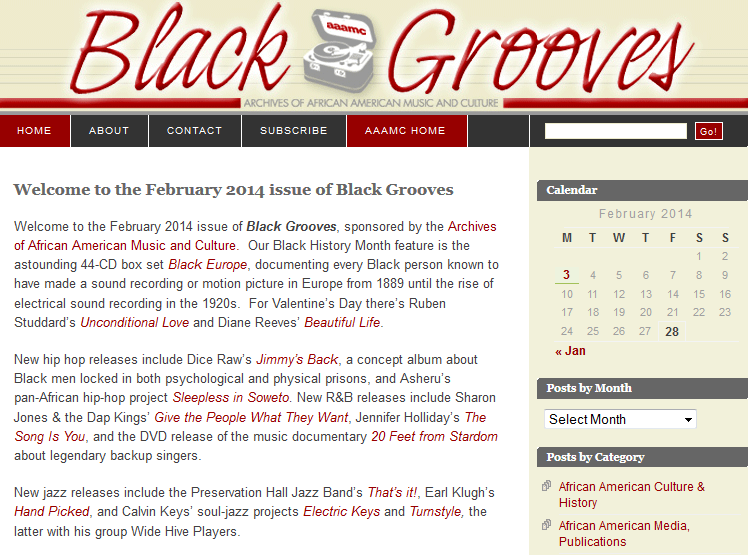 Black Grooves
aaamc
ARCHIVES OF AFRICAN AMERICAN MUSIC AND CULTURE
HOME ABOUT CONTACT SUBSCRIBE AAAMC HOME Go!
Welcome to the February 2014 issue of Black Grooves
Welcome to the February 2014 issue of Black Grooves, sponsored by the Archives
of African American Music and Culture. Our Black History Month feature is the
astounding 44-CD box set Black Europe, documenting every Black person known to
have made a sound recording or motion picture in Europe from 1889 until the rise of
electrical sound recording in the 1920s. For Valentine's Day there's Ruben
Studdard's Unconditional Love and Diane Reeves' Beautiful Life.
New hip hop releases include Dice Raw's Jimmy's Back, a concept album about
Black men locked in both psychological and physical prisons, and Asheru's
pan-African hip-hop project Sleepless in Soweto. New R&B releases include Sharon
Jones & the Dap Kings' Give the People What They Want, Jennifer Holliday's The
Song Is You, and the DVD release of the music documentary 20 Feet from Stardom
about legendary backup singers.
New jazz releases include the Preservation Hall Jazz Band's That's it!, Earl Klugh's
Hand Picked, and Calvin Keys' soul-jazz projects Electric Keys and Turnstyle, the
latter with his group Wide Hive Players.
Calendar
February 2014
M T W T F S S
1 2
3 4 5 6 7 8 9
10 11 12 13 14 15 16
17 18 19 20 21 22 23
24 25 26 27 28
« Jan
Posts by Month
Select Month
Posts by Category
African American Culture &
History
African American Media,
Publications